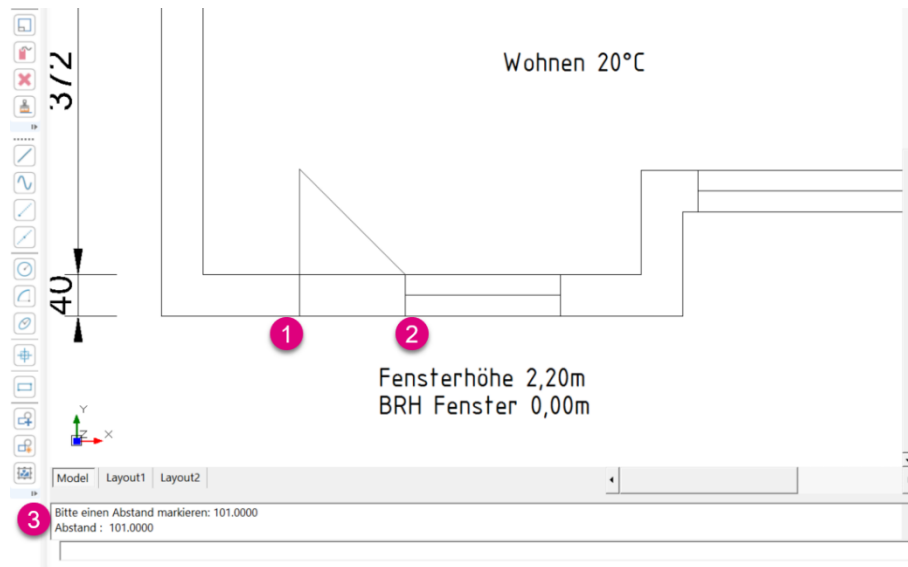 372
Wohnen 20°C
40
1
2
Fensterhöhe 2,20m
BRH Fenster 0,00m
Y
Z
X
Model Layout1 Layout2
3
Bitte einen Abstand markieren: 101.0000
Abstand : 101.0000